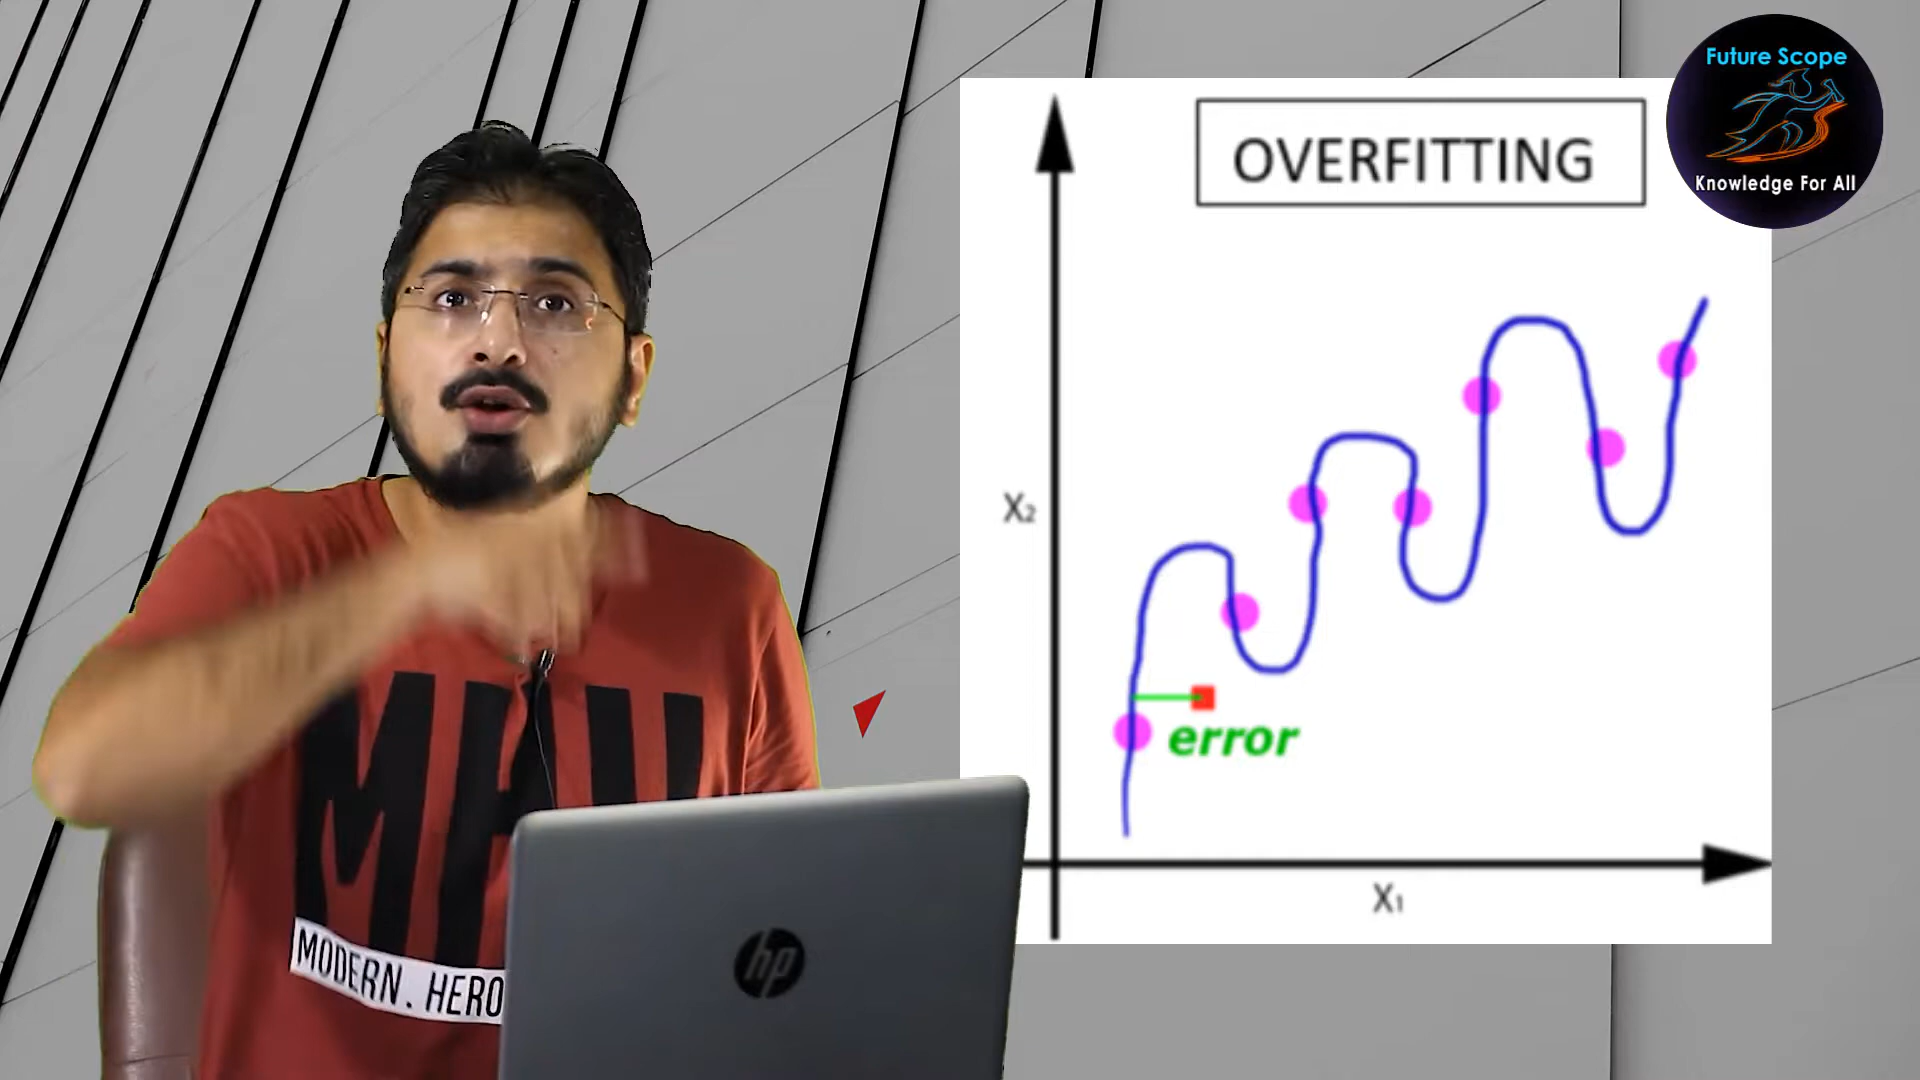 Future Scope
Knowledge For All
OVERFITTING
X₂
error
X₁
MODERN. HERO
hp